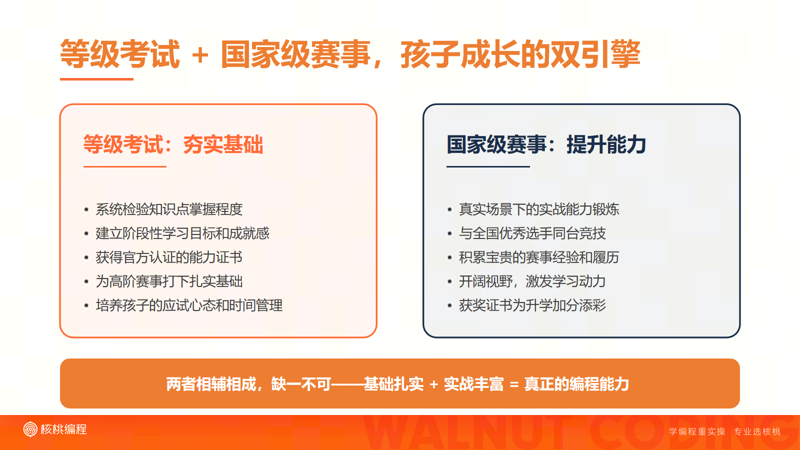 等级考试 + 国家级赛事，孩子成长的双引擎
等级考试：夯实基础
• 系统检验知识点掌握程度
• 建立阶段性学习目标和成就感
• 获得官方认证的能力证书
• 为高阶赛事打下扎实基础
• 培养孩子的应试心态和时间管理
国家级赛事：提升能力
• 真实场景下的实战能力锻炼
• 与全国优秀选手同台竞技
• 积累宝贵的赛事经验和履历
• 开阔视野，激发学习动力
• 获奖证书为升学加分添彩
两者相辅相成，缺一不可——基础扎实 + 实战丰富 = 真正的编程能力
核桃编程
WALNUT CODING
学编程重实操 专业选核桃